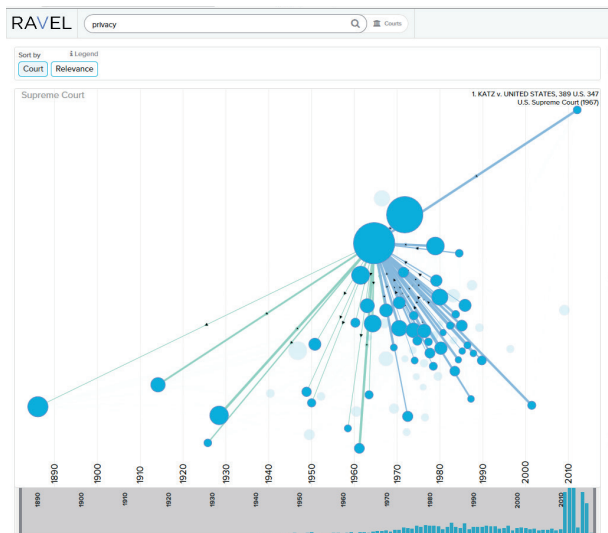 RAVEL
privacy
Courts
Sort by
i Legend
Court Relevance
Supreme Court
1. KATZ v. UNITED STATES, 389 U.S. 347
U.S. Supreme Court (1967)
1890 1900 1910 1920 1930 1940 1950 1960 1970 1980 1990 2000 2010
1890 1900 1910 1920 1930 1940 1950 1960 1970 1980 1990 2000 2010